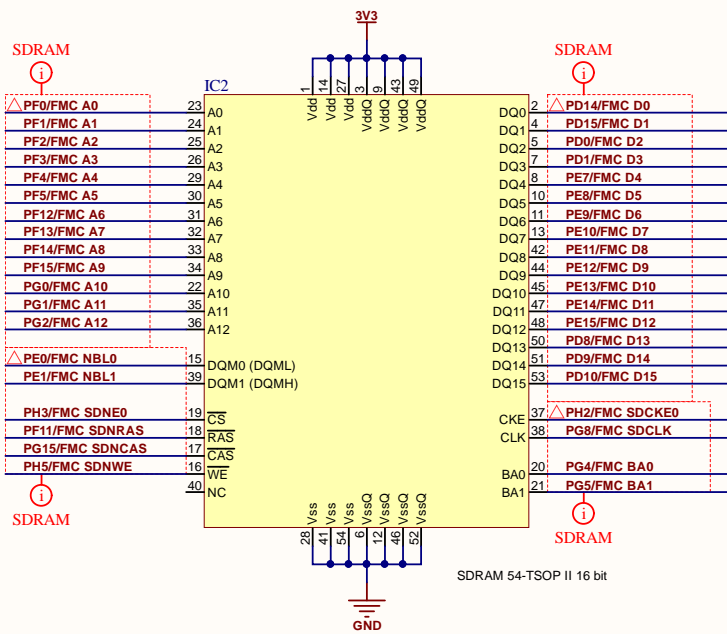 3V3
SDRAM
i
SDRAM
i
IC2
1 14 27 3 9 43 49
Vdd Vdd Vdd VddQ VddQ VddQ VddQ
PF0/FMC A0 23 A0 DQ0 2 PD14/FMC D0
PF1/FMC A1 24 A1 DQ1 4 PD15/FMC D1
PF2/FMC A2 25 A2 DQ2 5 PD0/FMC D2
PF3/FMC A3 26 A3 DQ3 7 PD1/FMC D3
PF4/FMC A4 29 A4 DQ4 8 PE7/FMC D4
PF5/FMC A5 30 A5 DQ5 10 PE8/FMC D5
PF12/FMC A6 31 A6 DQ6 11 PE9/FMC D6
PF13/FMC A7 32 A7 DQ7 13 PE10/FMC D7
PF14/FMC A8 33 A8 DQ8 42 PE11/FMC D8
PF15/FMC A9 34 A9 DQ9 44 PE12/FMC D9
PG0/FMC A10 22 A10 DQ10 45 PE13/FMC D10
PG1/FMC A11 35 A11 DQ11 47 PE14/FMC D11
PG2/FMC A12 36 A12 DQ12 48 PE15/FMC D12
DQ13 50 PD8/FMC D13
PE0/FMC NBL0 15 DQM0 (DQML) DQ14 51 PD9/FMC D14
PE1/FMC NBL1 39 DQM1 (DQMH) DQ15 53 PD10/FMC D15
PH3/FMC SDNE0 19 CS CKE 37 PH2/FMC SDCKE0
PF11/FMC SDNRAS 18 RAS CLK 38 PG8/FMC SDCLK
PG15/FMC SDNCAS 17 CAS
PH5/FMC SDNWE 16 WE BA0 20 PG4/FMC BA0
40 NC BA1 21 PG5/FMC BA1
Vss Vss Vss VssQ VssQ VssQ VssQ
28 41 54 6 12 46 52
i
SDRAM
i
SDRAM
SDRAM 54-TSOP II 16 bit
GND